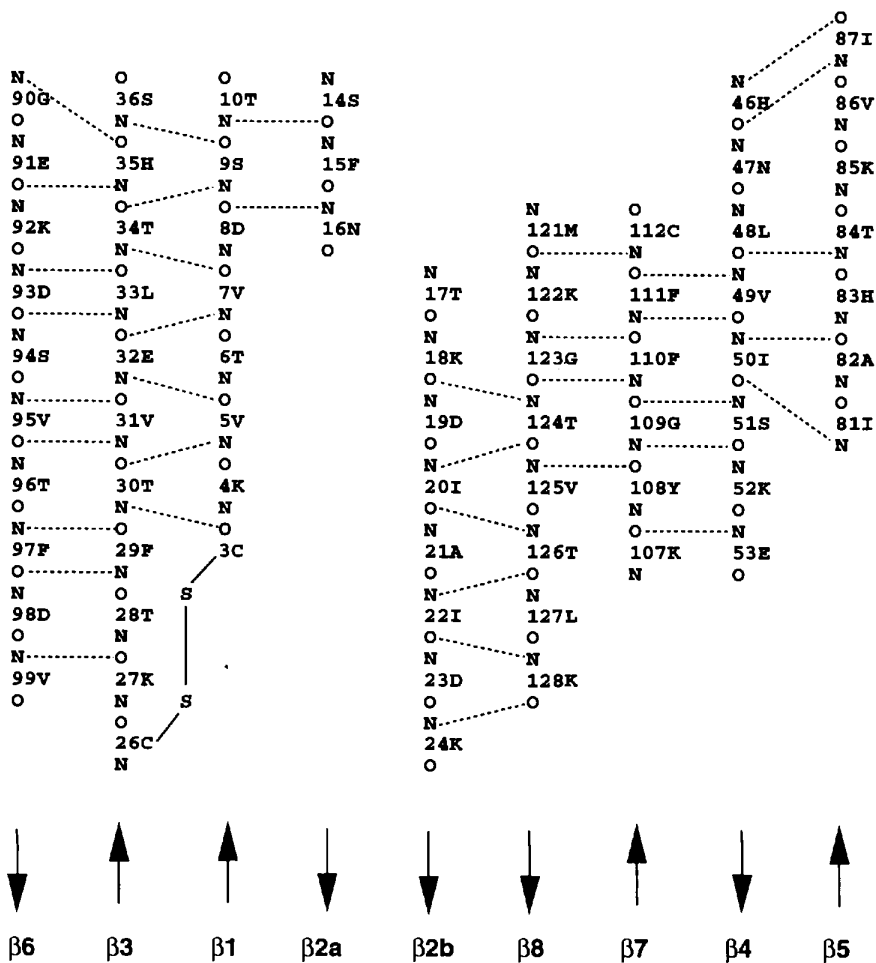 O
87I
N
N O O N N O
90G 36S 10T 14S 46H 86V
O N N O O N
N O O N N O
91E 35H 9S 15F 47N 85K
O N N O O N
N O O N N O N O
92K 34T 8D 16N 121M 112C 48L 84T
O N N O O N O N
N O O N N O N O
93D 33L 7V 17T 122K 111F 49V 83H
O N N O O N O N
N O O N N O N O
94S 32E 6T 18K 123G 110F 50I 82A
O N N O O N O N
N O O N N O N O
95V 31V 5V 19D 124T 109G 51S 81I
O N N O O N O N
N O O N N O N
96T 30T 4K 20I 125V 108Y 52K
O N N O O N O
N O O N N O N
97F 29F 3C 21A 126T 107K 53E
O N O O N O
N O S N N
98D 28T 22I 127L
O N O O
N O N N
99V 27K 23D 128K
O N S O O
O N
26C 24K
N O
β6 β3 β1 β2a β2b β8 β7 β4 β5